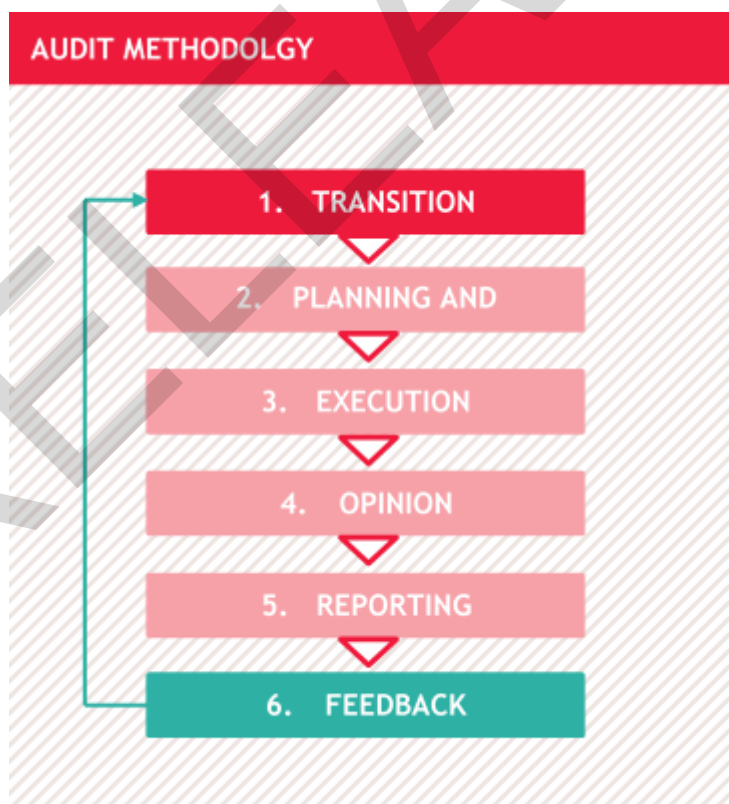 AUDIT METHODOLGY
1. TRANSITION
2. PLANNING AND
3. EXECUTION
4. OPINION
5. REPORTING
6. FEEDBACK